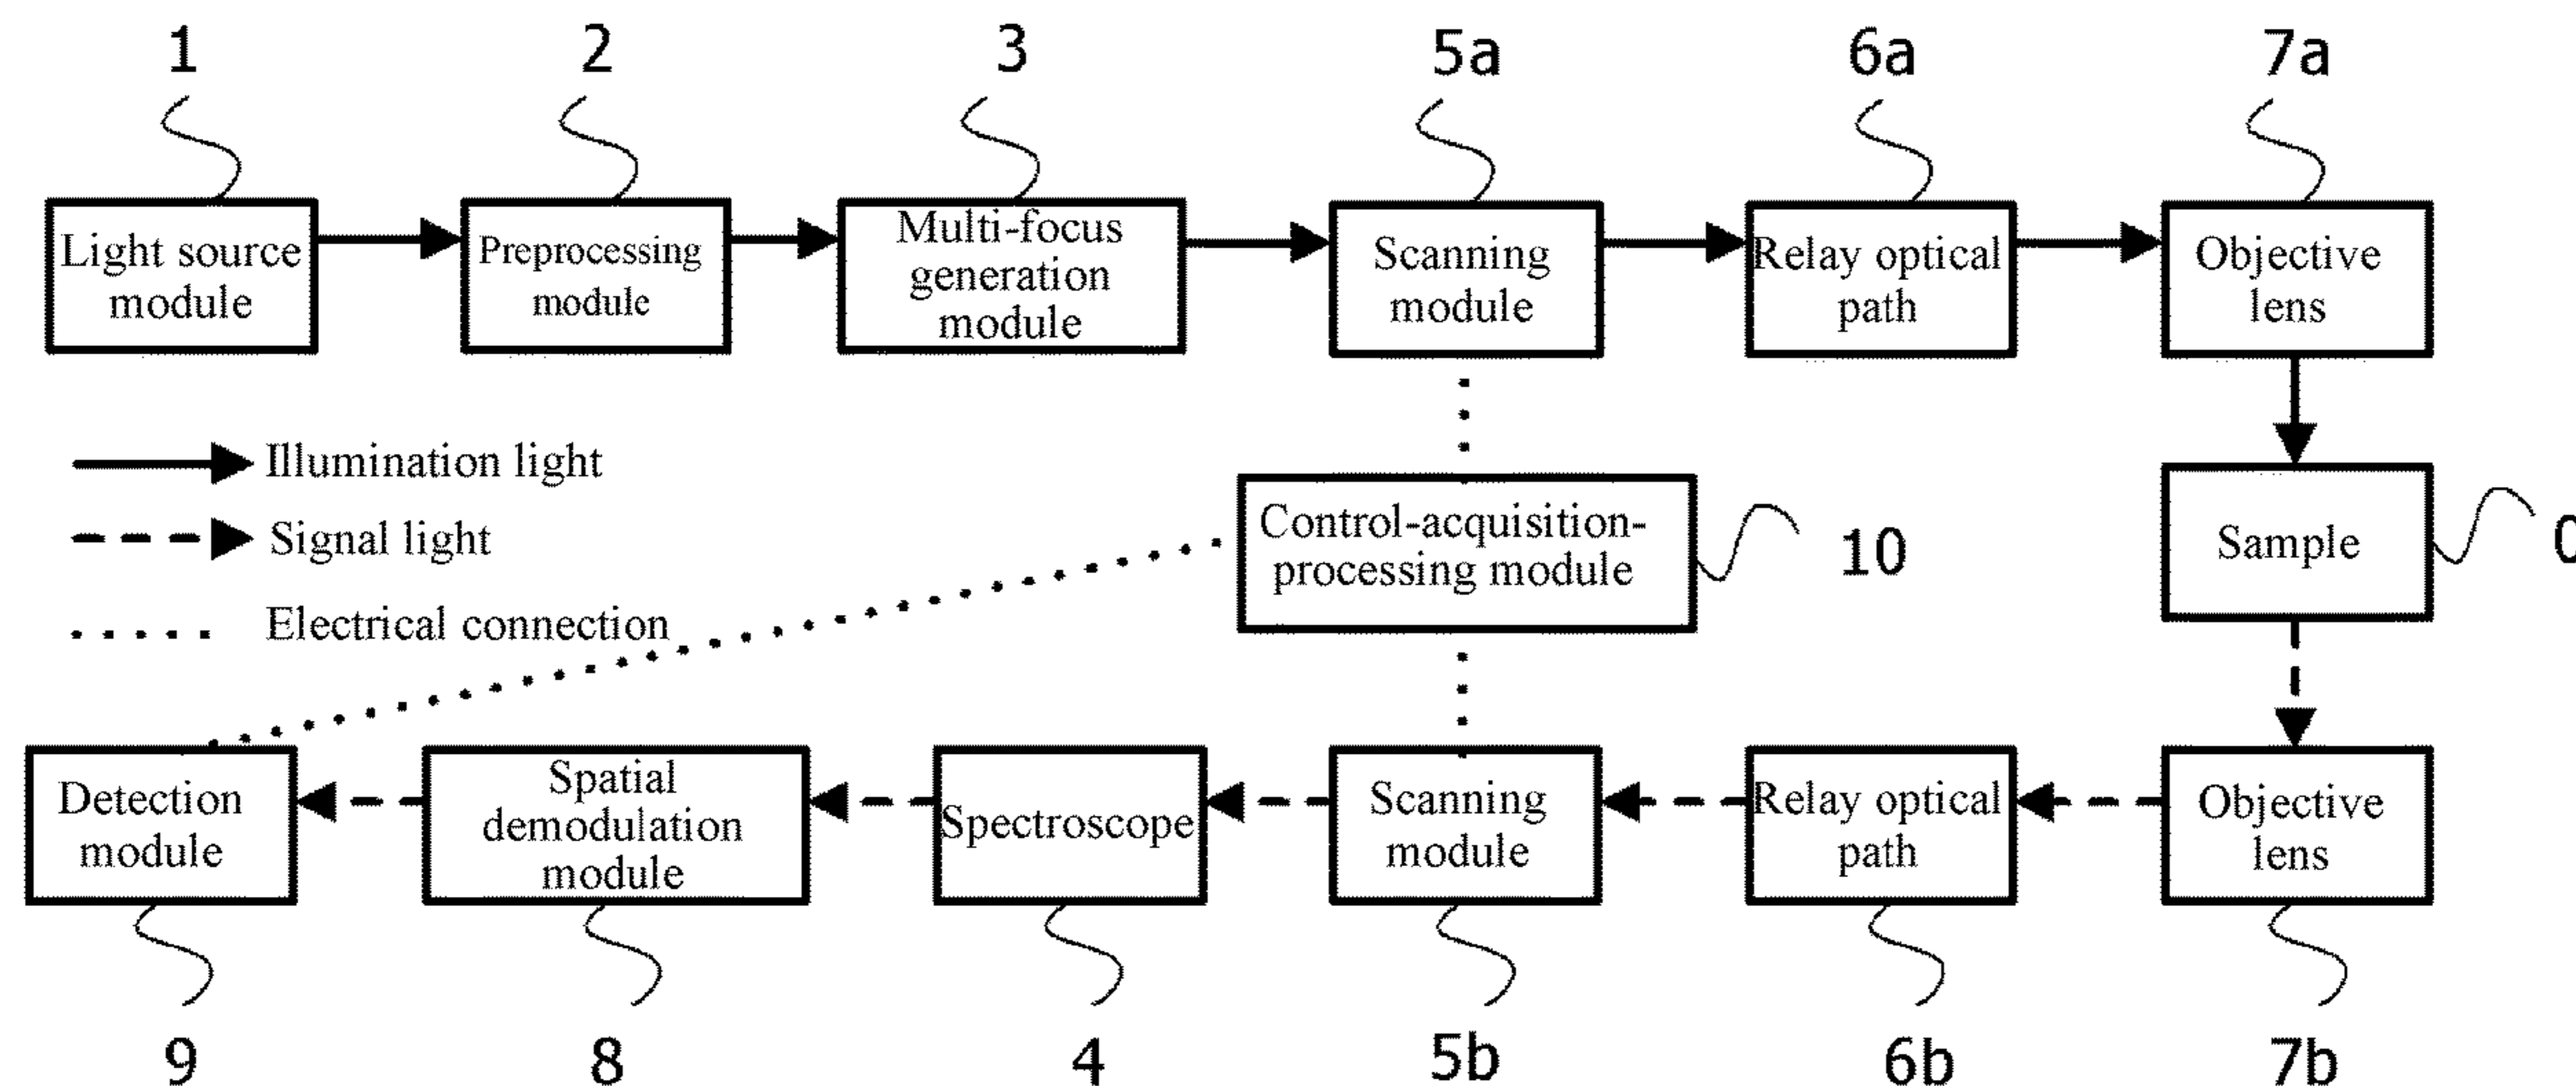 1
2
3
5a
6a
7a
Light source
module
Preprocessing
module
Multi-focus
generation
module
Scanning
module
Relay optical
path
Objective
lens
Illumination light
Signal light
Electrical connection
Control-acquisition-
processing module
10
Sample
0
Detection
module
Spatial
demodulation
module
Spectroscope
Scanning
module
Relay optical
path
Objective
lens
9
8
4
5b
6b
7b